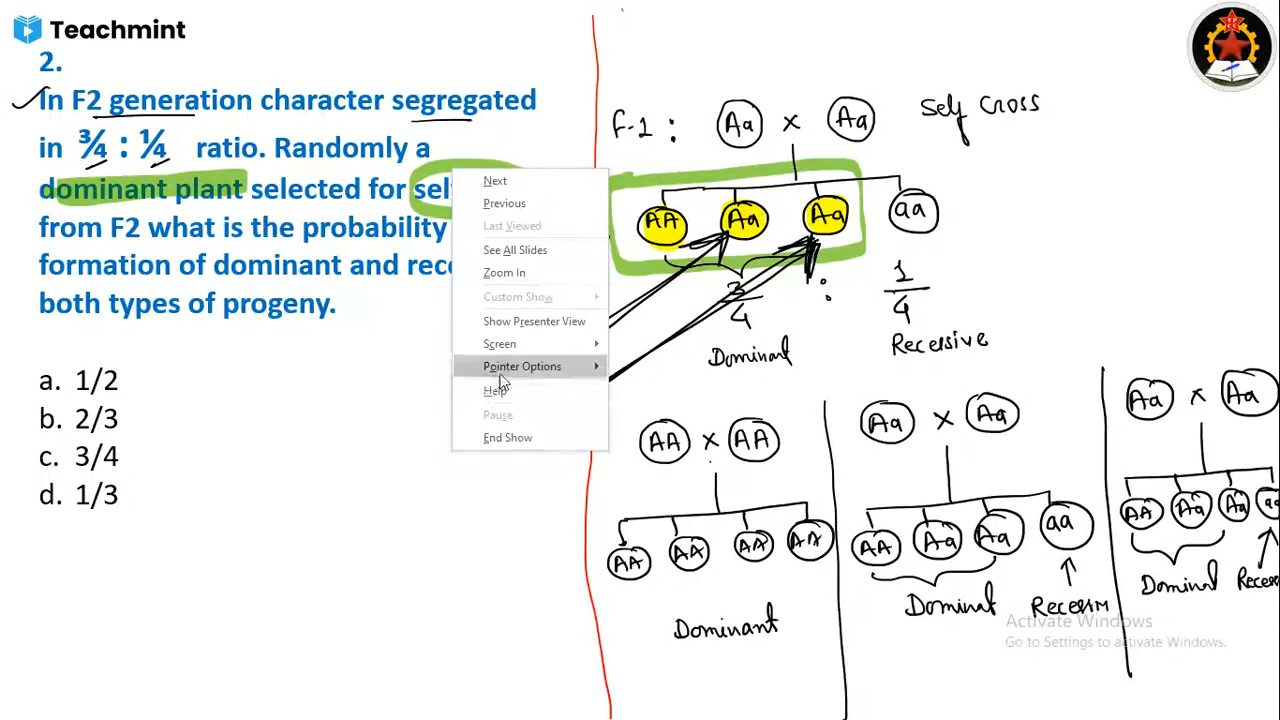 Teachmint
2.
In F2 generation character segregated
in ¾ : ¼ ratio. Randomly a
dominant plant selected for
from F2 what is the probability
formation of dominant and
both types of progeny.
a. 1/2
b. 2/3
c. 3/4
d. 1/3
Next
Previous
Last Viewed
See All Slides
Zoom In
Custom Show
Show Presenter View
Screen
Pointer Options
Help
Pause
End Show
F-1 : Aa × Aa Self Cross
AA Aa Aa aa
3/4 : 1/4
Dominant Recessive
AA × AA
AA AA AA AA
Dominant
Aa × Aa
AA Aa Aa aa
Dominat
Aa × Aa
AA Aa Aa
Activate Windows
Go to Settings to activate Windows.